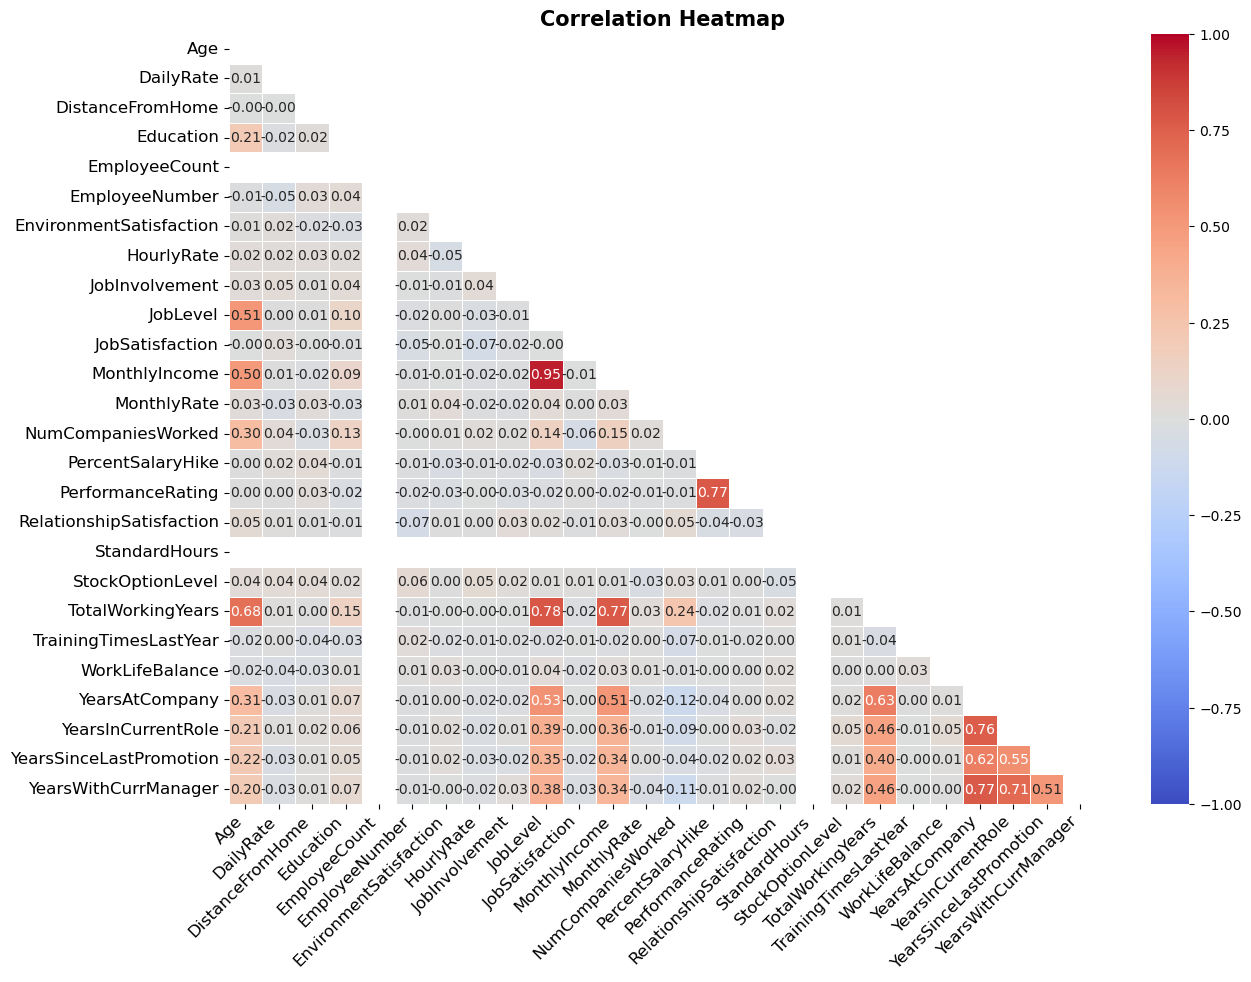 Correlation Heatmap
Age
DailyRate 0.01
DistanceFromHome -0.00 -0.00
Education 0.21 -0.02 0.02
EmployeeCount
EmployeeNumber -0.01 -0.05 0.03 0.04
EnvironmentSatisfaction 0.01 0.02 -0.02 -0.03 0.02
HourlyRate 0.02 0.02 0.03 0.02 0.04 -0.05
JobInvolvement 0.03 0.05 0.01 0.04 -0.01 -0.01 0.04
JobLevel 0.51 0.00 0.01 0.10 -0.02 0.00 -0.03 -0.01
JobSatisfaction -0.00 0.03 -0.00 -0.01 -0.05 -0.01 -0.07 -0.02 -0.00
MonthlyIncome 0.50 0.01 -0.02 0.09 -0.01 -0.01 -0.02 -0.02 0.95 -0.01
MonthlyRate 0.03 -0.03 0.03 -0.03 0.01 0.04 -0.02 -0.02 0.04 0.00 0.03
NumCompaniesWorked 0.30 0.04 -0.03 0.13 -0.00 0.01 0.02 0.02 0.14 -0.06 0.15 0.02
PercentSalaryHike 0.00 0.02 0.04 -0.01 -0.01 -0.03 -0.01 -0.02 -0.03 0.02 -0.03 -0.01 -0.01
PerformanceRating 0.00 0.00 0.03 -0.02 -0.02 -0.03 -0.00 -0.03 -0.02 0.00 -0.02 -0.01 -0.01 0.77
RelationshipSatisfaction 0.05 0.01 0.01 -0.01 -0.07 0.01 0.00 0.03 0.02 -0.01 0.03 -0.00 0.05 -0.04 -0.03
StandardHours
StockOptionLevel 0.04 0.04 0.04 0.02 0.06 0.00 0.05 0.02 0.01 0.01 0.01 -0.03 0.03 0.01 0.00 -0.05
TotalWorkingYears 0.68 0.01 0.00 0.15 -0.01 -0.00 -0.00 -0.01 0.78 -0.02 0.77 0.03 0.24 -0.02 0.01 0.02 0.01
TrainingTimesLastYear -0.02 0.00 -0.04 -0.03 0.02 -0.02 -0.01 -0.02 -0.02 -0.01 -0.02 0.00 -0.07 -0.01 -0.02 0.00 0.01 -0.04
WorkLifeBalance -0.02 -0.04 -0.03 0.01 0.01 0.03 -0.00 -0.01 0.04 -0.02 0.03 0.01 -0.01 -0.00 0.00 0.02 0.00 0.00 0.03
YearsAtCompany 0.31 -0.03 0.01 0.07 -0.01 0.00 -0.02 -0.02 0.53 -0.00 0.51 -0.02 -0.12 -0.04 0.00 0.02 0.02 0.63 0.00 0.01
YearsInCurrentRole 0.21 0.01 0.02 0.06 -0.01 0.02 -0.02 0.01 0.39 -0.00 0.36 -0.01 -0.09 -0.00 0.03 -0.02 0.05 0.46 -0.01 0.05 0.76
YearsSinceLastPromotion 0.22 -0.03 0.01 0.05 -0.01 0.02 -0.03 -0.02 0.35 -0.02 0.34 0.00 -0.04 -0.02 0.02 0.03 0.01 0.40 -0.00 0.01 0.62 0.55
YearsWithCurrManager 0.20 -0.03 0.01 0.07 -0.01 -0.00 -0.02 0.03 0.38 -0.03 0.34 -0.04 -0.11 -0.01 0.02 -0.00 0.02 0.46 -0.00 0.00 0.77 0.71 0.51
Age
DailyRate
DistanceFromHome
Education
EmployeeCount
EmployeeNumber
EnvironmentSatisfaction
HourlyRate
JobInvolvement
JobLevel
JobSatisfaction
MonthlyIncome
MonthlyRate
NumCompaniesWorked
PercentSalaryHike
PerformanceRating
RelationshipSatisfaction
StandardHours
StockOptionLevel
TotalWorkingYears
TrainingTimesLastYear
WorkLifeBalance
YearsAtCompany
YearsInCurrentRole
YearsSinceLastPromotion
YearsWithCurrManager
1.00
0.75
0.50
0.25
0.00
−0.25
−0.50
−0.75
−1.00